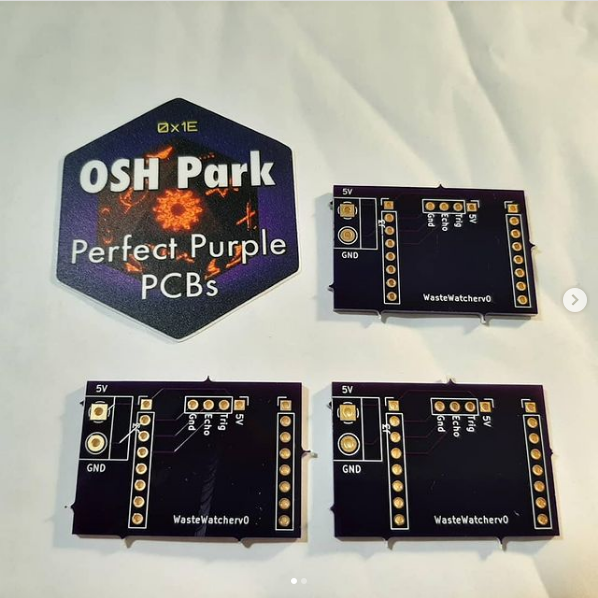 0x1E
OSH Park
Perfect Purple
PCBs
5V
GND
Gnd
Echo
Trig
5V
WasteWatcherv0
5V
GND
Gnd
Echo
Trig
5V
WasteWatcherv0
5V
GND
Gnd
Echo
Trig
5V
WasteWatcherv0